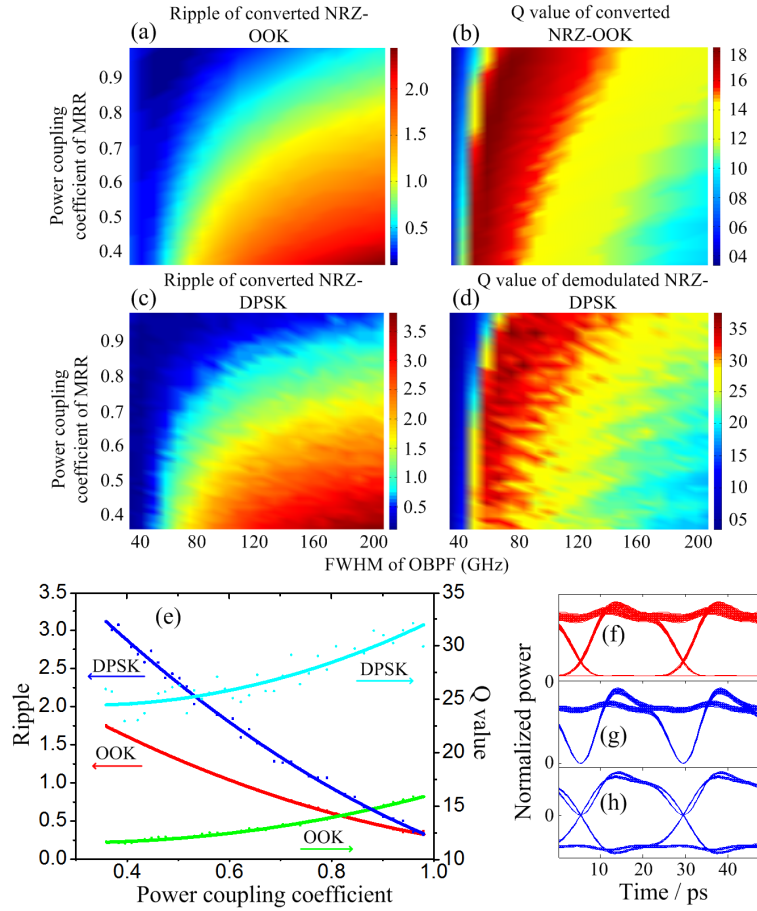 Ripple of converted NRZ-
OOK
Q value of converted
NRZ-OOK
(a)
(b)
Power coupling
coefficient of MRR
0.9
0.8
0.7
0.6
0.5
0.4
2.0
1.5
1.0
0.5
18
16
14
12
10
08
06
04
Ripple of converted NRZ-
DPSK
Q value of demodulated NRZ-
DPSK
(c)
(d)
Power coupling
coefficient of MRR
0.9
0.8
0.7
0.6
0.5
0.4
3.5
3.0
2.5
2.0
1.5
1.0
0.5
35
30
25
20
15
10
05
40 80 120 160 200
40 80 120 160 200
FWHM of OBPF (GHz)
(e)
Ripple
3.5
3.0
2.5
2.0
1.5
1.0
0.5
0.0
DPSK
OOK
DPSK
OOK
35
30
25
20
15
10
Q value
0.4 0.6 0.8 1.0
Power coupling coefficient
Normalized power
(f)
0
(g)
0
(h)
0
10 20 30 40
Time / ps